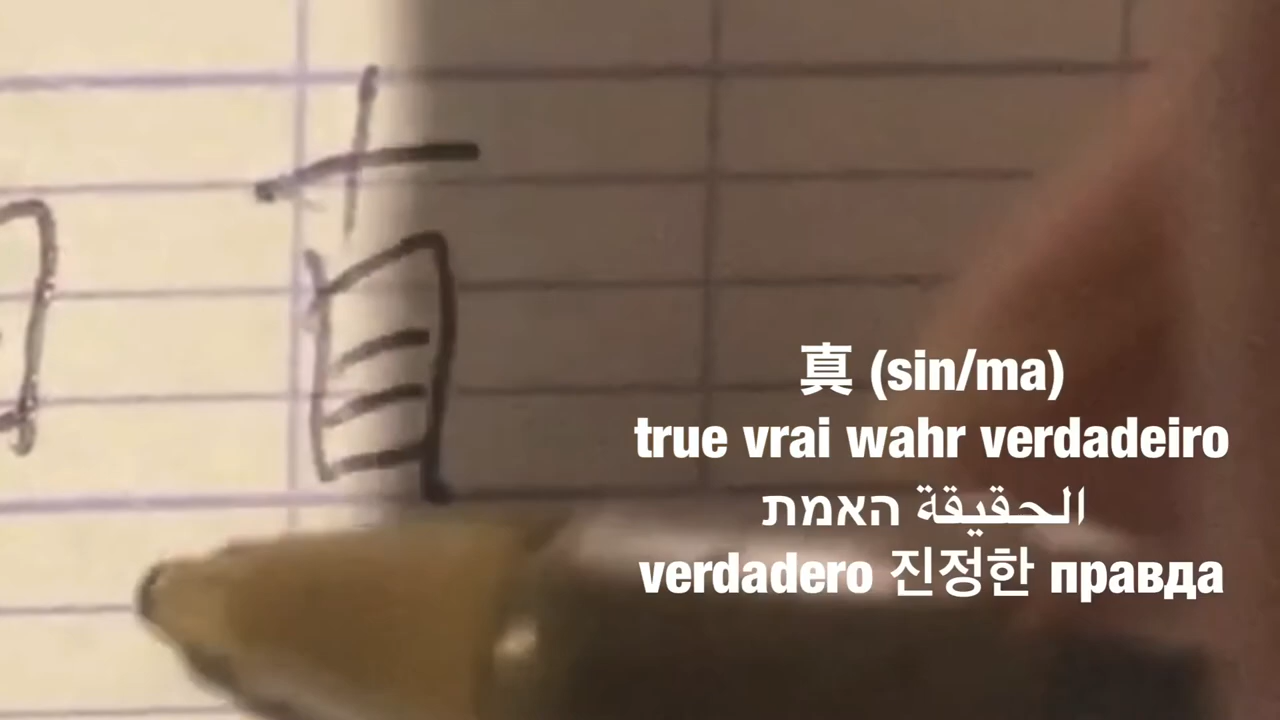 真 (sin/ma)
true vrai wahr verdadeiro
الحقيقة האמת
verdadero 진정한 правда